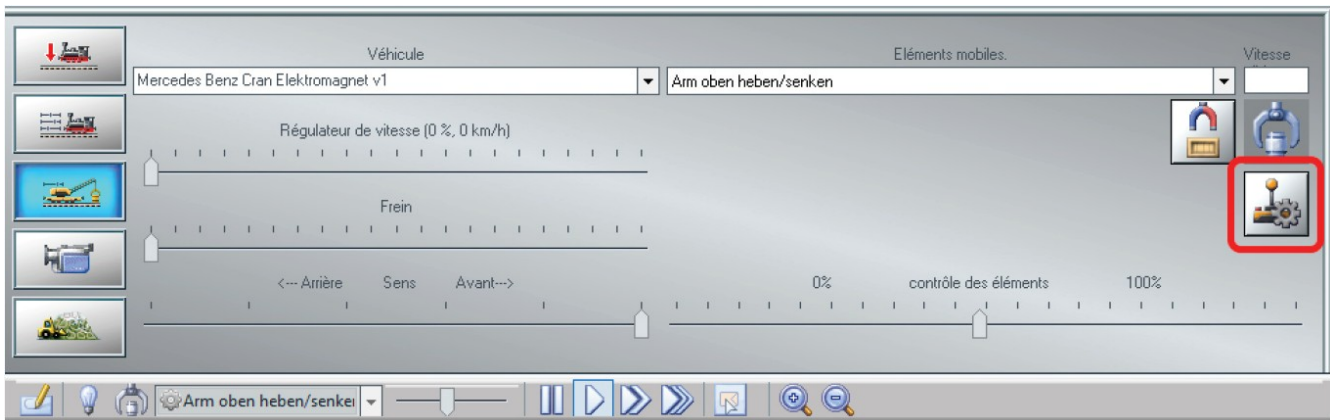 Véhicule Eléments mobiles. Vitesse
Mercedes Benz Cran Elektromagnet v1 Arm oben heben/senken
Régulateur de vitesse (0 %, 0 km/h)
Frein
<--- Arrière Sens Avant---> 0% contrôle des éléments 100%
Arm oben heben/senke